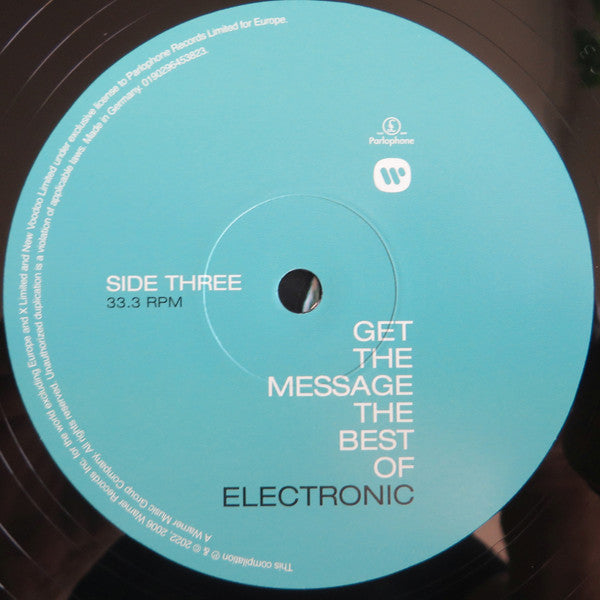 Parlophone
SIDE THREE
33.3 RPM
GET
THE
MESSAGE
THE
BEST
OF
ELECTRONIC
This compilation ℗ & © 2022, 2006 Warner Records Inc. for the world excluding Europe and X Limited and New Voodoo Limited under exclusive license to Parlophone Records Limited for Europe.
A Warner Music Group Company. All rights reserved. Unauthorized duplication is a violation of applicable laws. Made in Germany. 0190296453823.